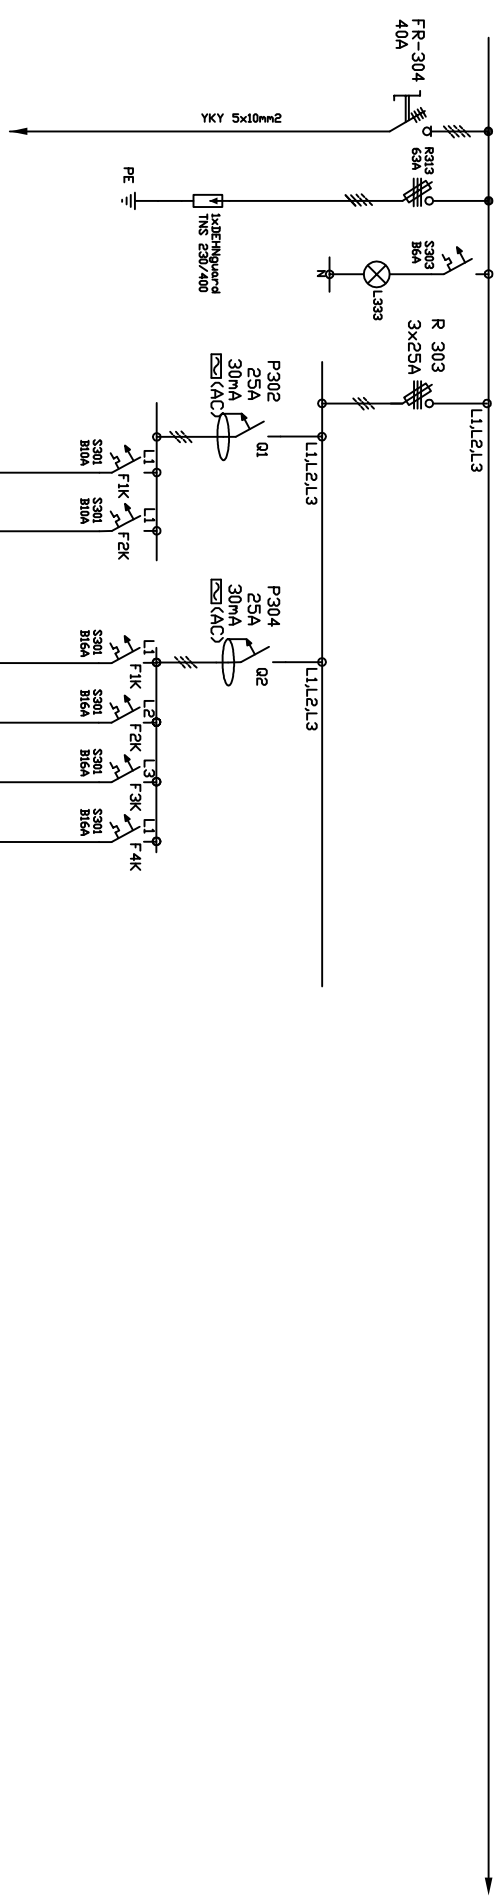 FR-304
40A
YKY 5x10mm2
R313
63A
PE
1xDEHNguard
TNS 230/400
S303
B6A
L333
N
R 303
3x25A
L1,L2,L3
L1,L2,L3
P302
25A
30mA
(AC)
Q1
L1
S301
B10A
F1K
L1
S301
B10A
F2K
L1,L2,L3
P304
25A
30mA
(AC)
Q2
L1
S301
B16A
F1K
L2
S301
B16A
F2K
L3
S301
B16A
F3K
L1
S301
B16A
F4K